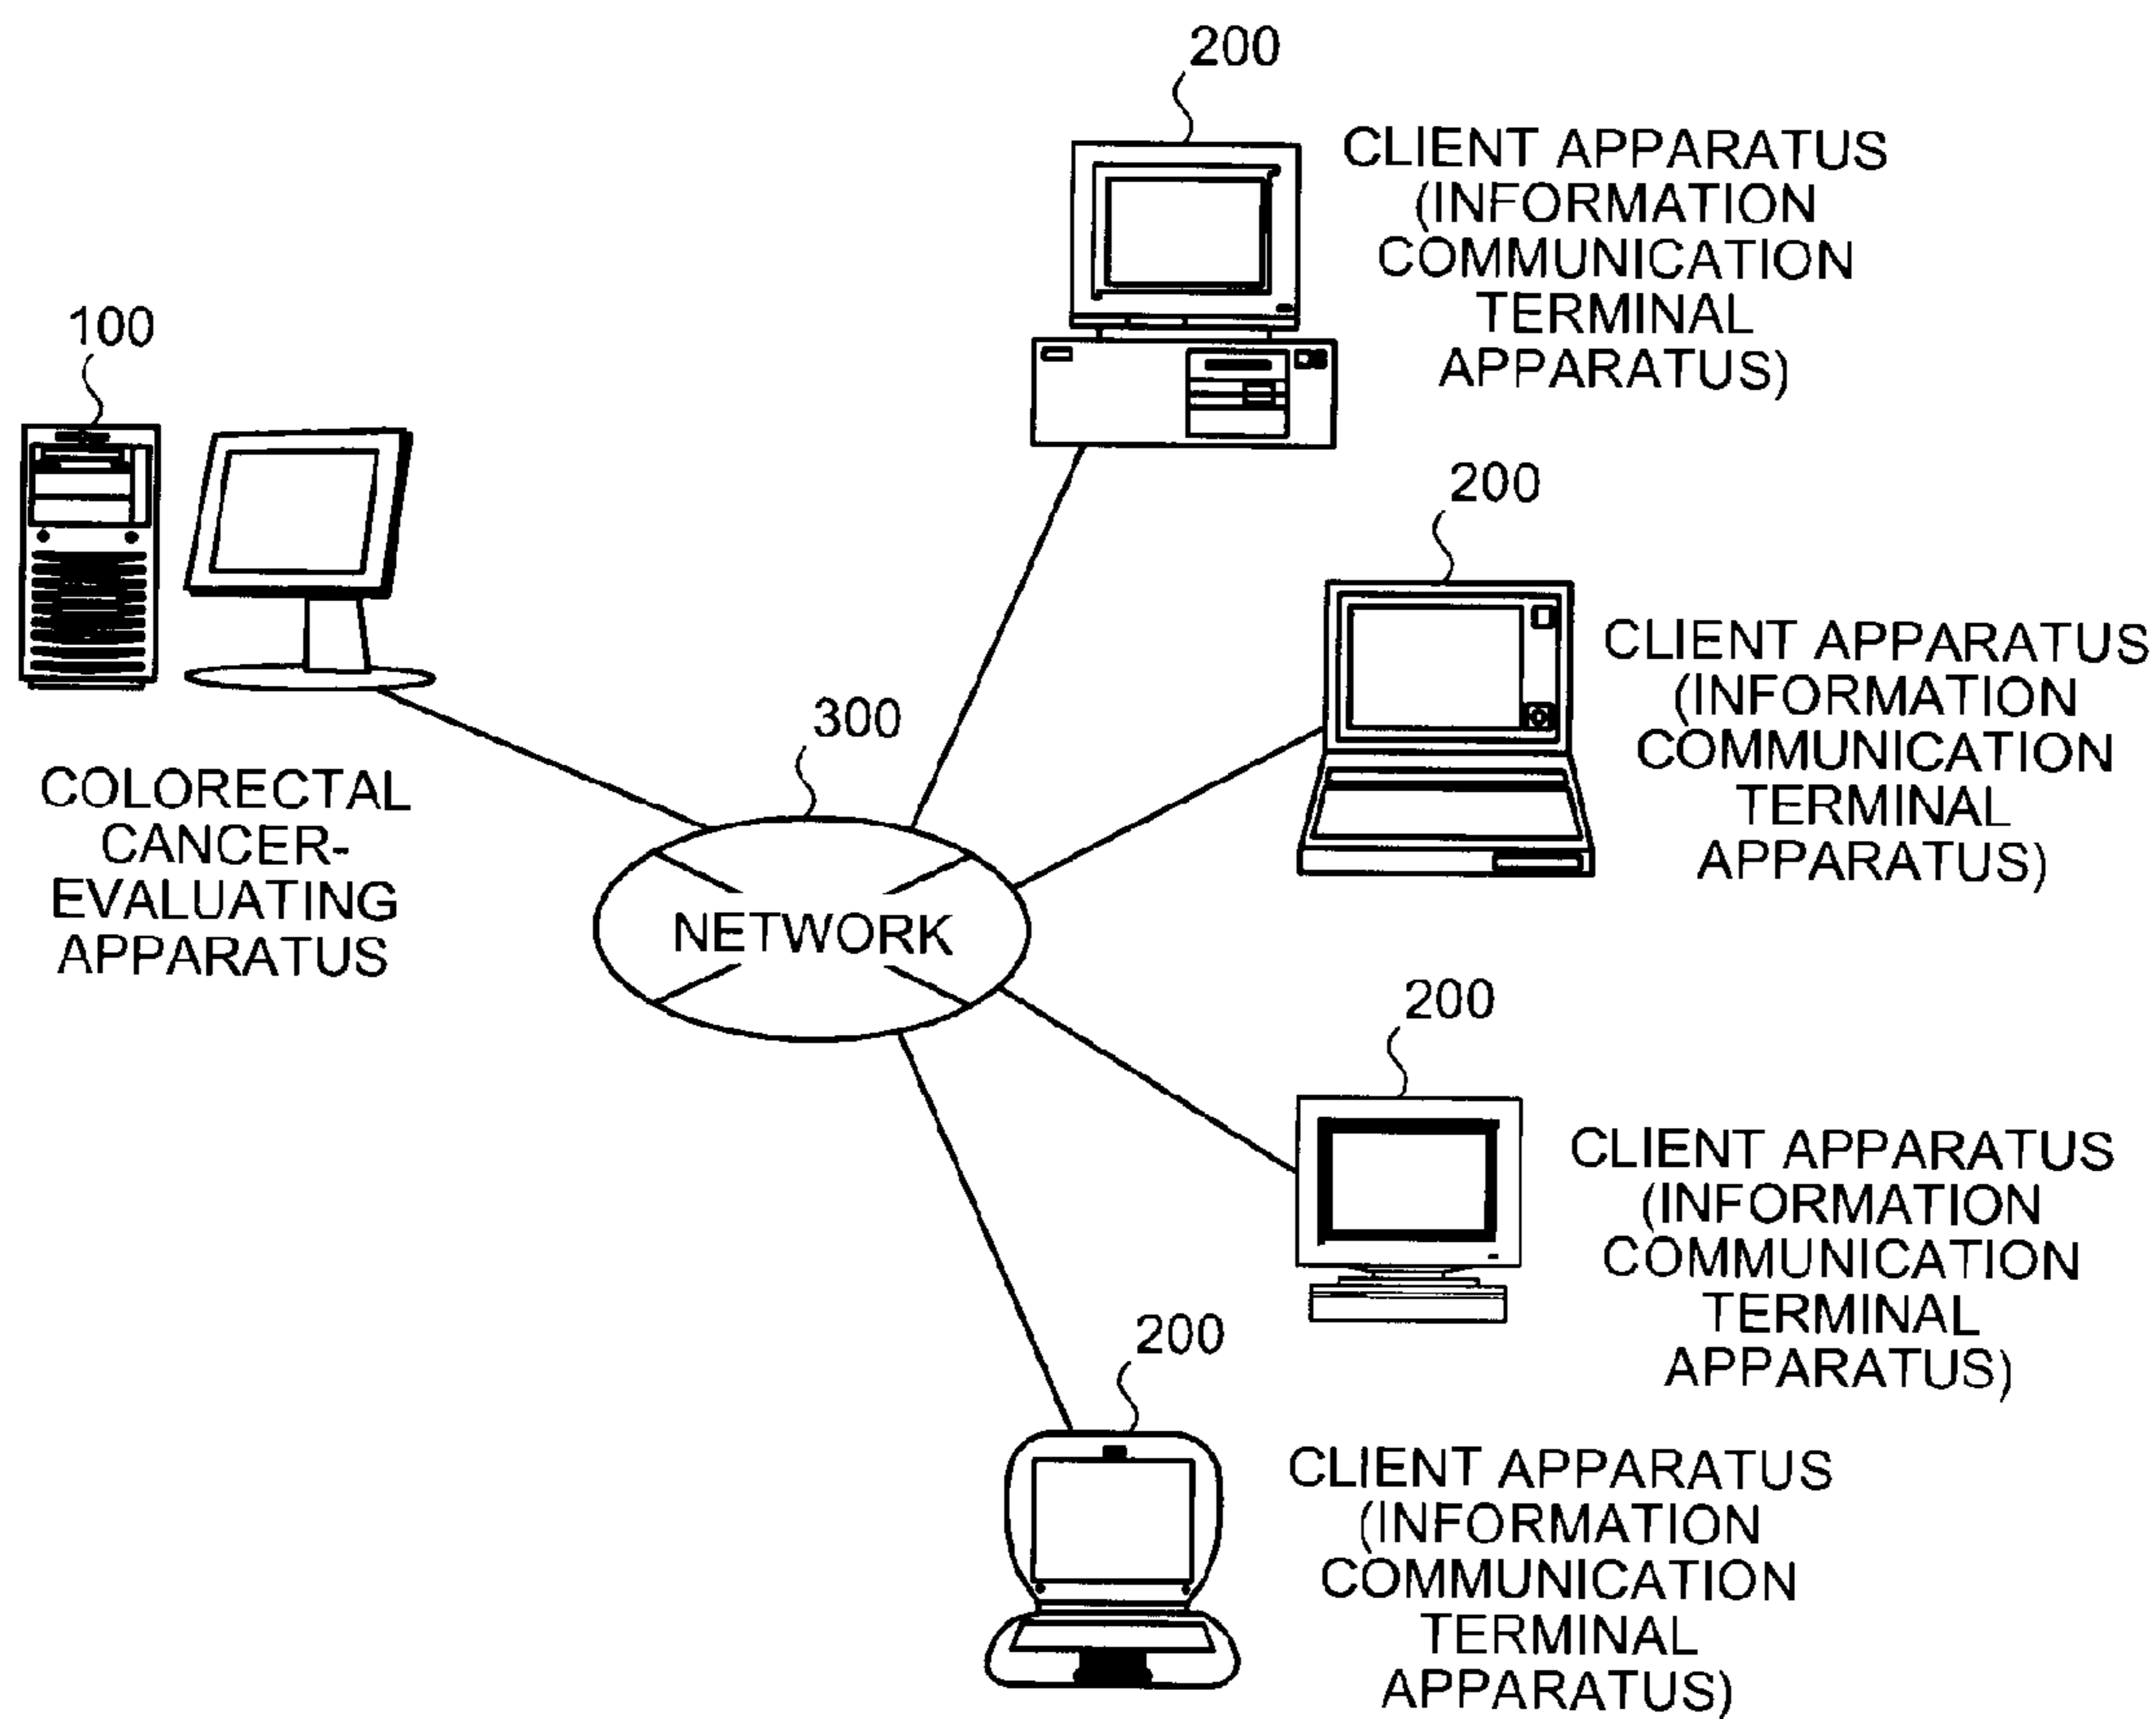 200
CLIENT APPARATUS
(INFORMATION
COMMUNICATION
TERMINAL
APPARATUS)
100
COLORECTAL
CANCER-
EVALUATING
APPARATUS
300
NETWORK
200
CLIENT APPARATUS
(INFORMATION
COMMUNICATION
TERMINAL
APPARATUS)
200
CLIENT APPARATUS
(INFORMATION
COMMUNICATION
TERMINAL
APPARATUS)
200
CLIENT APPARATUS
(INFORMATION
COMMUNICATION
TERMINAL
APPARATUS)